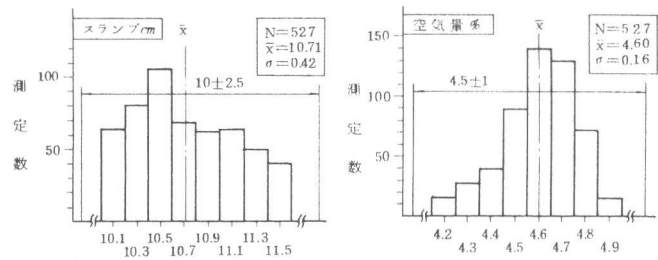 スランプcm
x̄
N=527
x̄=10.71
σ=0.42
10±2.5
測定数
100
50
10.1 10.3 10.5 10.7 10.9 11.1 11.3 11.5
空気量%
x̄
N=527
x̄=4.60
σ=0.16
4.5±1
測定数
150
100
50
4.2 4.3 4.4 4.5 4.6 4.7 4.8 4.9